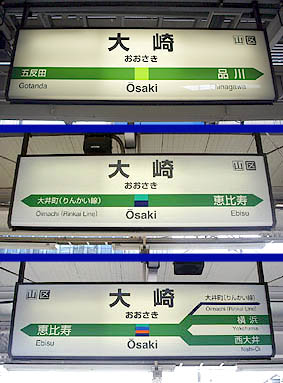 大崎
山区
おおさき
五反田
品川
Gotanda
Ōsaki
Shinagawa
大崎
山区
おおさき
大井町(りんかい線)
恵比寿
Ōimachi (Rinkai Line)
Ōsaki
Ebisu
山区
大崎
おおさき
大井町(りんかい線)
Ōimachi (Rinkai Line)
恵比寿
横浜
Yokohama
Ebisu
Ōsaki
西大井
Nishi-Ōi